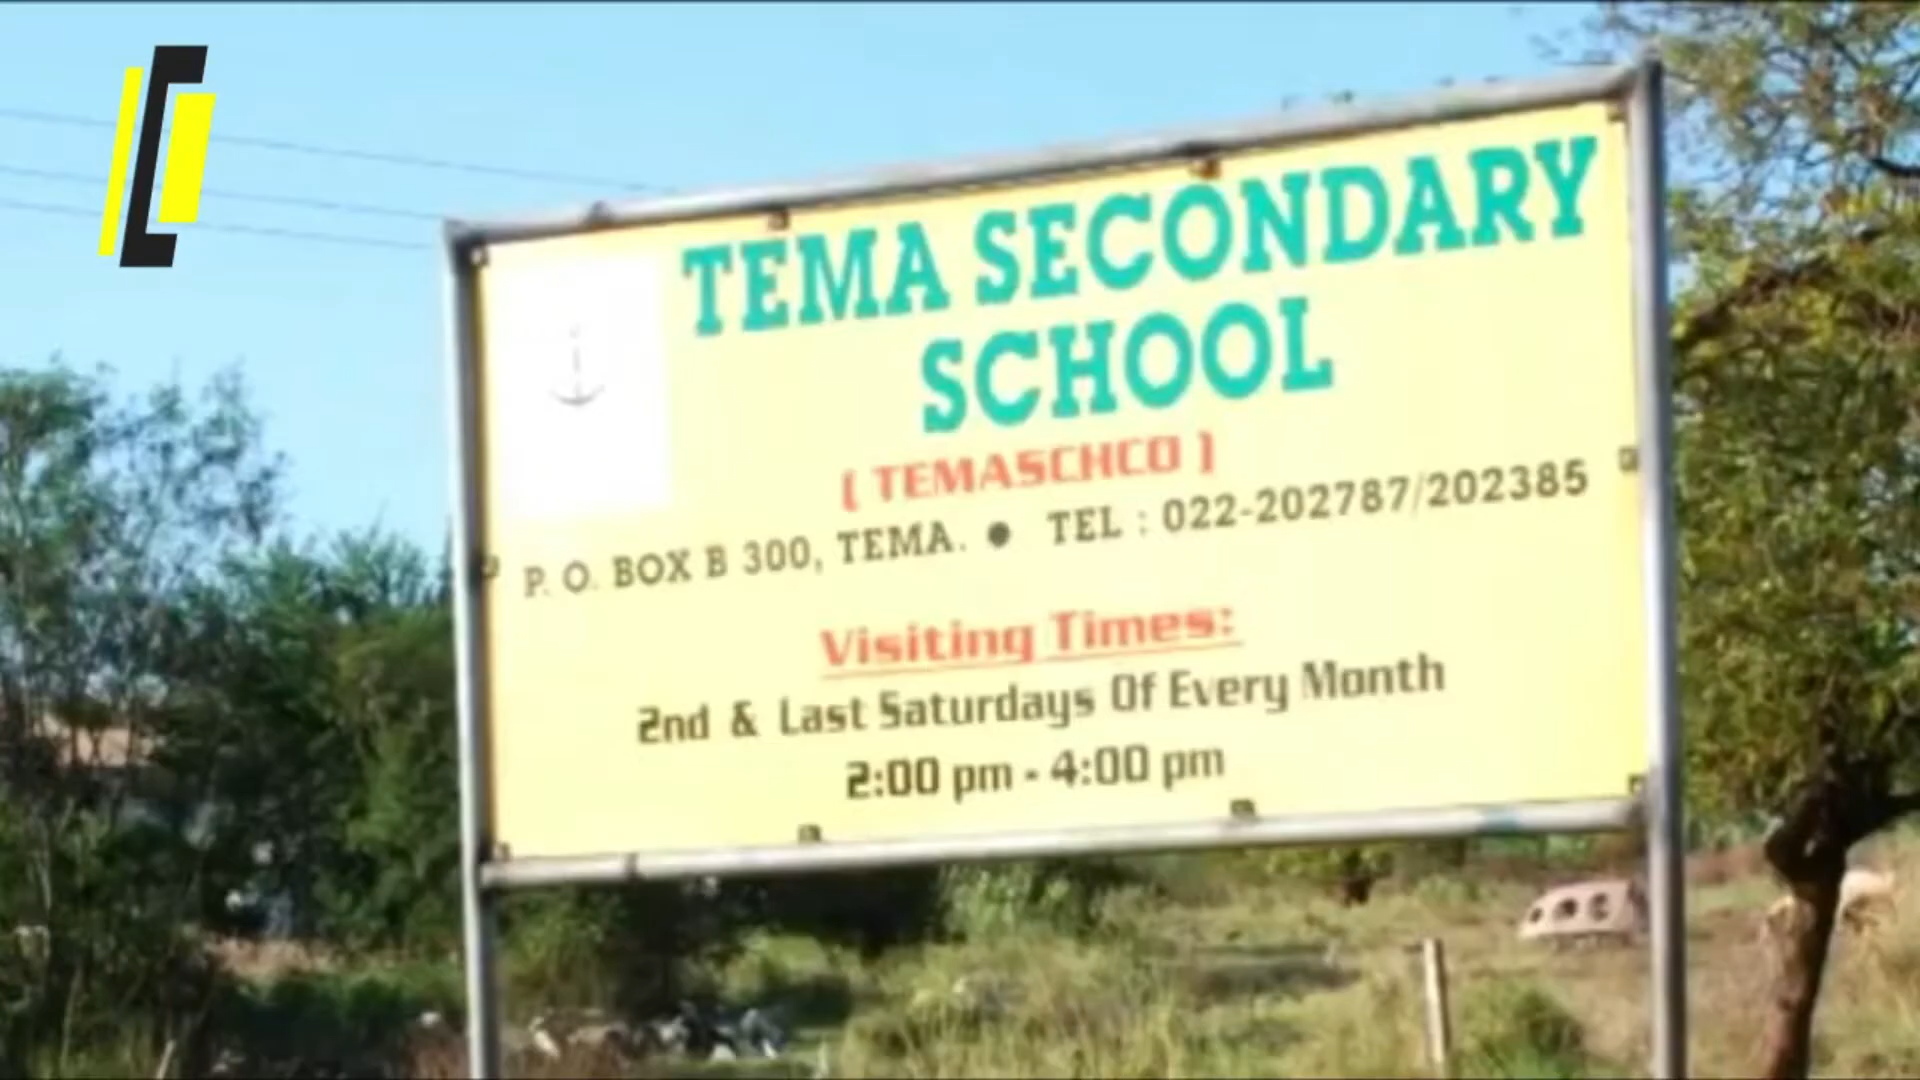 TEMA SECONDARY
SCHOOL
( TEMASCHCO )
P. O. BOX B 300, TEMA. ● TEL : 022-202787/202385
Visiting Times:
2nd & Last Saturdays Of Every Month
2:00 pm - 4:00 pm